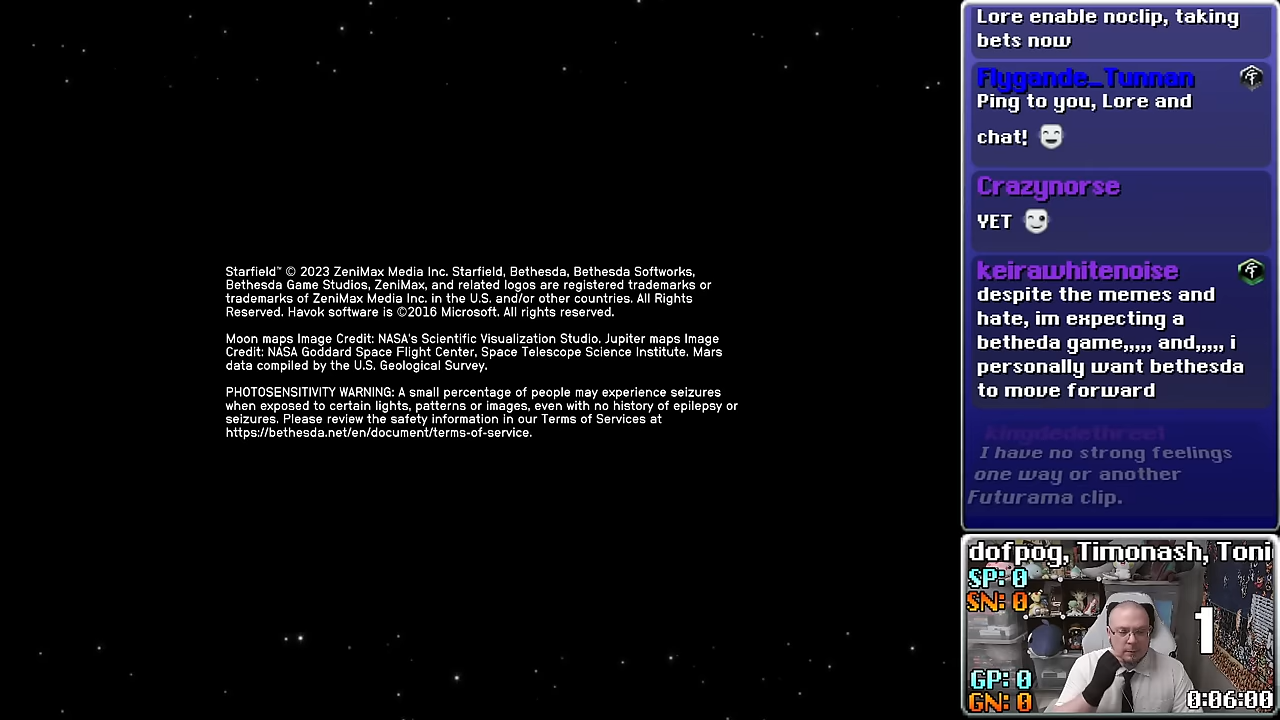 Starfield™ © 2023 ZeniMax Media Inc. Starfield, Bethesda, Bethesda Softworks,
Bethesda Game Studios, ZeniMax, and related logos are registered trademarks or
trademarks of ZeniMax Media Inc. in the U.S. and/or other countries. All Rights
Reserved. Havok software is ©2016 Microsoft. All rights reserved.
Moon maps Image Credit: NASA's Scientific Visualization Studio. Jupiter maps Image
Credit: NASA Goddard Space Flight Center, Space Telescope Science Institute. Mars
data compiled by the U.S. Geological Survey.
PHOTOSENSITIVITY WARNING: A small percentage of people may experience seizures
when exposed to certain lights, patterns or images, even with no history of epilepsy or
seizures. Please review the safety information in our Terms of Services at
https://bethesda.net/en/document/terms-of-service.
Lore enable noclip, taking
bets now
Flygande_Tunnan
Ping to you, Lore and
chat!
Crazynorse
YET
keirawhitenoise
despite the memes and
hate, im expecting a
betheda game,,,,, and,,,,, i
personally want bethesda
to move forward
kingdedethree1
I have no strong feelings
one way or another
Futurama clip.
dofpog, Timonash, Toni
SP: 0
SN: 0
1
GP: 0
GN: 0
0:06:00